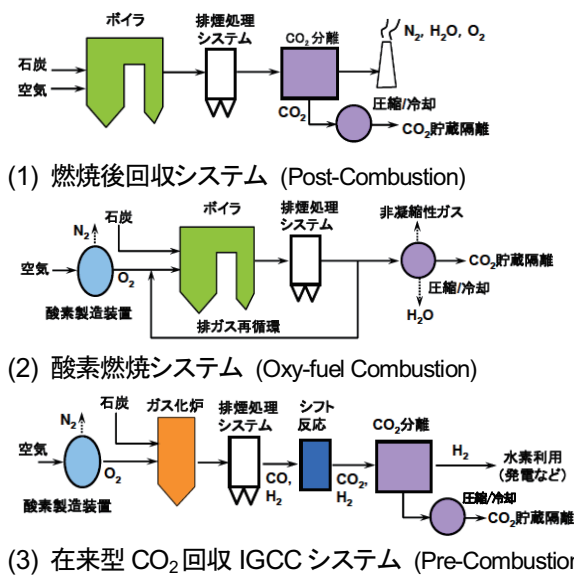 ボイラ
排煙処理
システム
CO₂分離
N₂, H₂O, O₂
石炭
空気
圧縮/冷却
CO₂
CO₂貯蔵隔離
(1) 燃焼後回収システム (Post-Combustion)
ボイラ
排煙処理
システム
非凝縮性ガス
石炭
N₂
空気
O₂
CO₂貯蔵隔離
圧縮/冷却
酸素製造装置
排ガス再循環
H₂O
(2) 酸素燃焼システム (Oxy-fuel Combustion)
石炭
ガス化炉
排煙処理
システム
シフト
反応
CO₂分離
N₂
空気
O₂
H₂
水素利用
(発電など)
CO,
H₂
CO₂,
H₂
酸素製造装置
圧縮/冷却
CO₂貯蔵隔離
(3) 在来型 CO₂回収 IGCC システム (Pre-Combustion